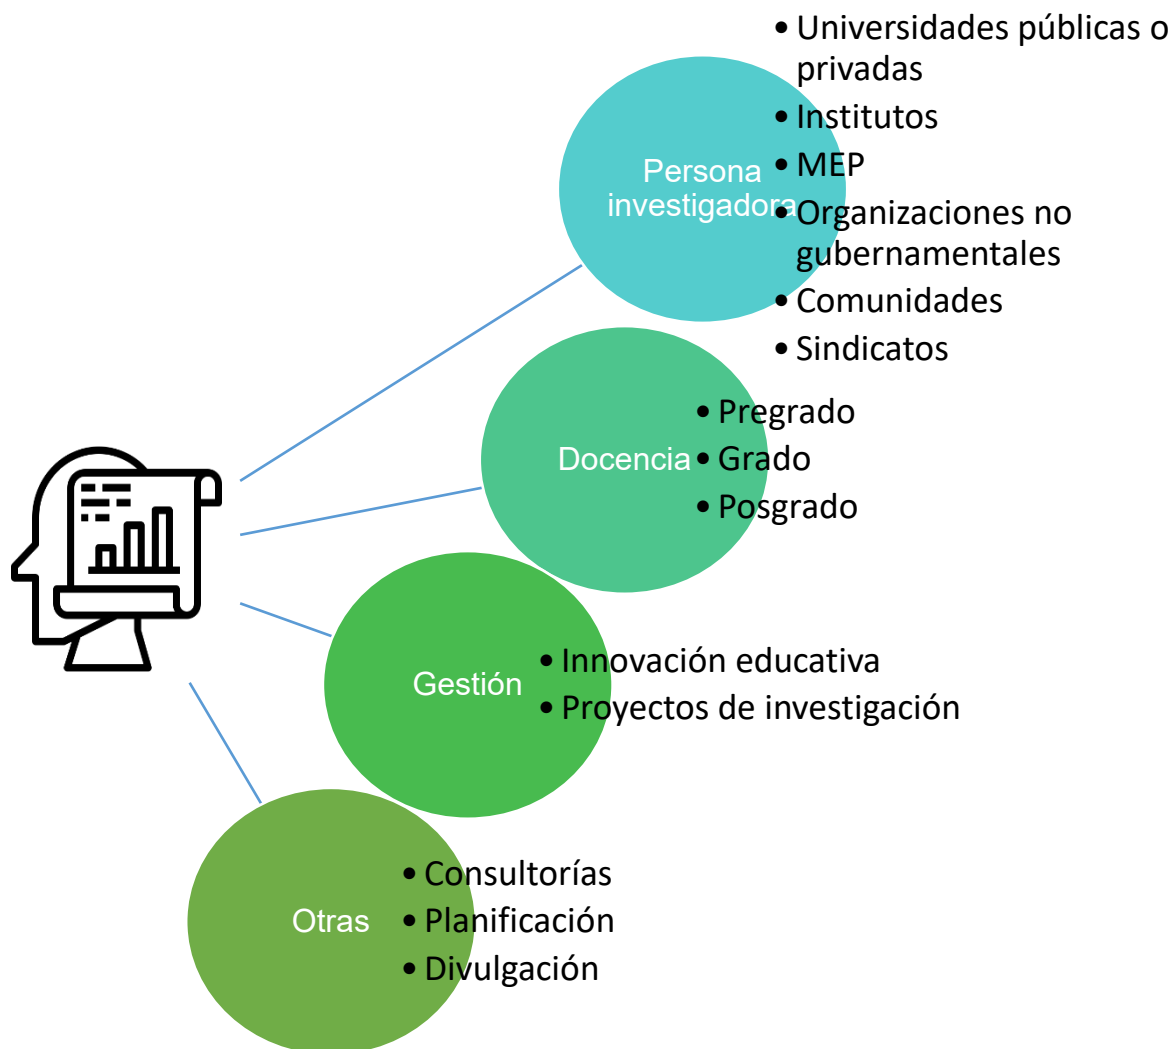 • Universidades públicas o
privadas
• Institutos
• MEP
• Organizaciones no
gubernamentales
• Comunidades
• Sindicatos
Persona
investigadora
Docencia
• Pregrado
• Grado
• Posgrado
Gestión
• Innovación educativa
• Proyectos de investigación
Otras
• Consultorías
• Planificación
• Divulgación